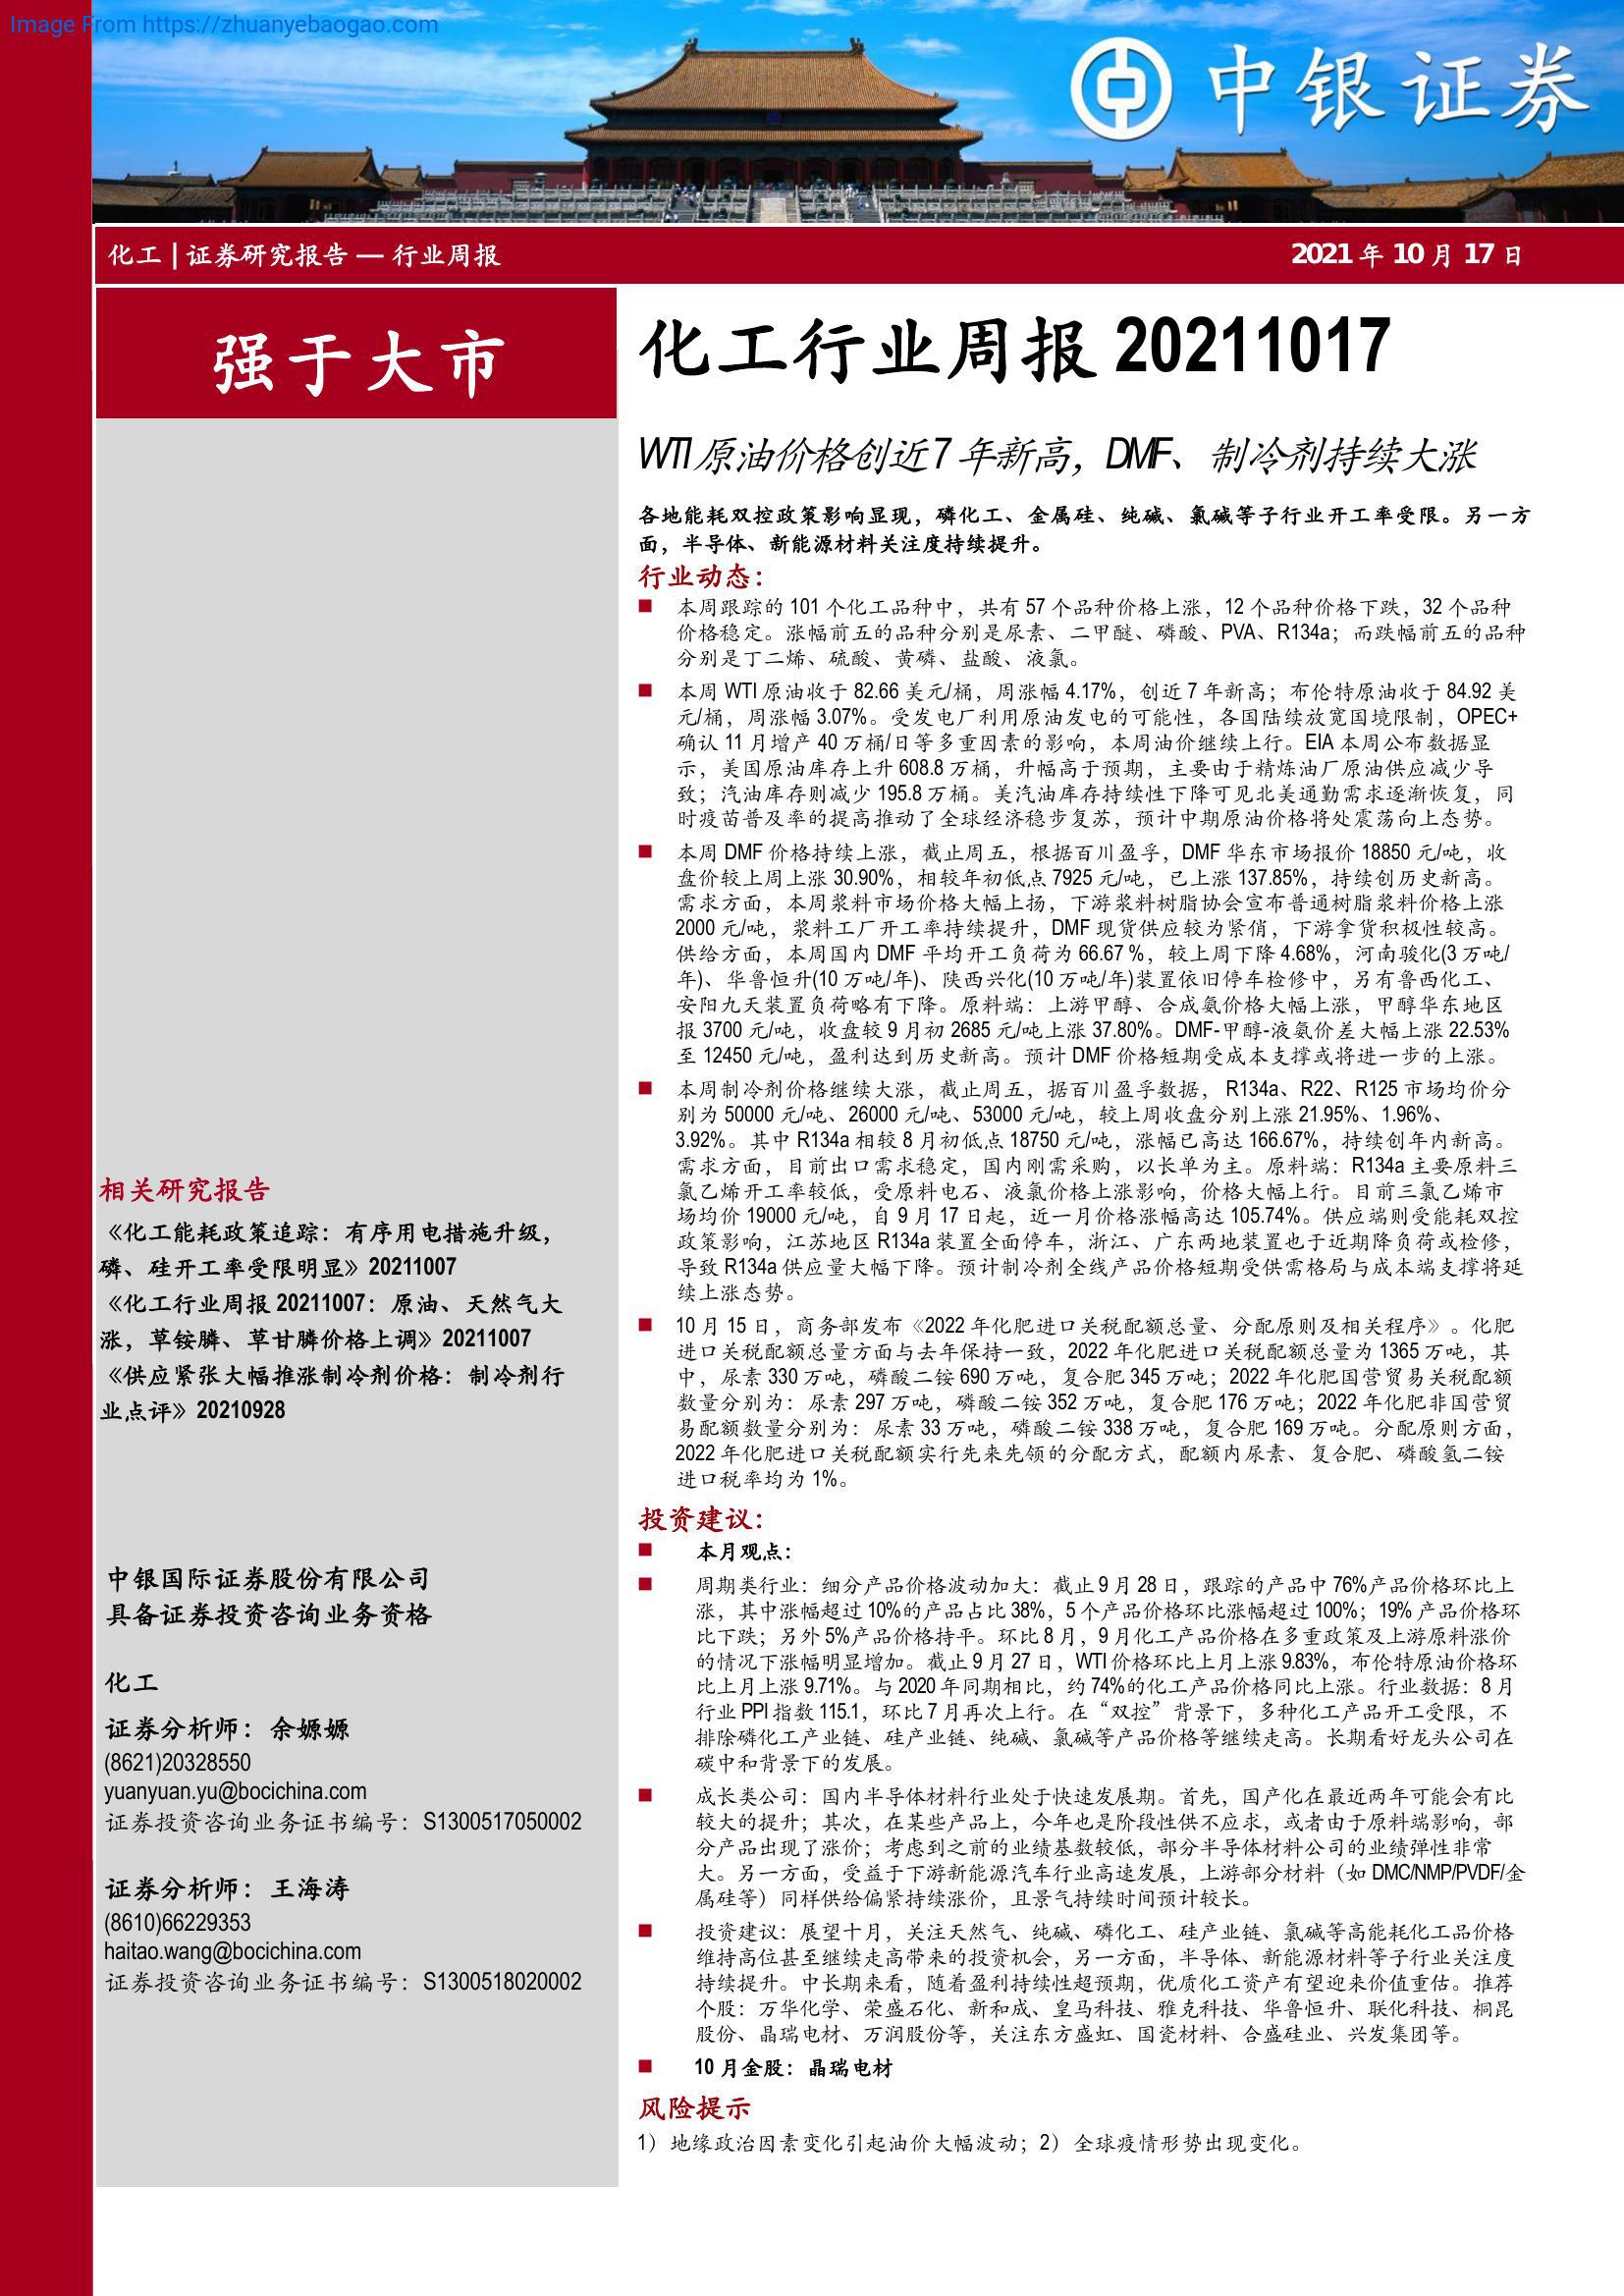 Image From https://zhuanyebaogao.com
中银证券
化工 | 证券研究报告 — 行业周报
2021 年 10 月 17 日
强于大市
化工行业周报 20211017
WTI 原油价格创近 7 年新高，DMF、制冷剂持续大涨
各地能耗双控政策影响显现，磷化工、金属硅、纯碱、氯碱等子行业开工率受限。另一方
面，半导体、新能源材料关注度持续提升。
行业动态：
■ 本周跟踪的 101 个化工品种中，共有 57 个品种价格上涨，12 个品种价格下跌，32 个品种
价格稳定。涨幅前五的品种分别是尿素、二甲醚、磷酸、PVA、R134a；而跌幅前五的品种
分别是丁二烯、硫酸、黄磷、盐酸、液氯。
■ 本周 WTI 原油收于 82.66 美元/桶，周涨幅 4.17%，创近 7 年新高；布伦特原油收于 84.92 美
元/桶，周涨幅 3.07%。受发电厂利用原油发电的可能性，各国陆续放宽国境限制，OPEC+
确认 11 月增产 40 万桶/日等多重因素的影响，本周油价继续上行。EIA 本周公布数据显
示，美国原油库存上升 608.8 万桶，升幅高于预期，主要由于精炼油厂原油供应减少导
致；汽油库存则减少 195.8 万桶。美汽油库存持续性下降可见北美通勤需求逐渐恢复，同
时疫苗普及率的提高推动了全球经济稳步复苏，预计中期原油价格将处震荡向上态势。
■ 本周 DMF 价格持续上涨，截止周五，根据百川盈孚，DMF 华东市场报价 18850 元/吨，收
盘价较上周上涨 30.90%，相较年初低点 7925 元/吨，已上涨 137.85%，持续创历史新高。
需求方面，本周浆料市场价格大幅上扬，下游浆料树脂协会宣布普通树脂浆料价格上涨
2000 元/吨，浆料工厂开工率持续提升，DMF 现货供应较为紧俏，下游拿货积极性较高。
供给方面，本周国内 DMF 平均开工负荷为 66.67 %，较上周下降 4.68%，河南骏化(3 万吨/
年)、华鲁恒升(10 万吨/年)、陕西兴化(10 万吨/年)装置依旧停车检修中，另有鲁西化工、
安阳九天装置负荷略有下降。原料端：上游甲醇、合成氨价格大幅上涨，甲醇华东地区
报 3700 元/吨，收盘较 9 月初 2685 元/吨上涨 37.80%。DMF-甲醇-液氨价差大幅上涨 22.53%
至 12450 元/吨，盈利达到历史新高。预计 DMF 价格短期受成本支撑或将进一步的上涨。
■ 本周制冷剂价格继续大涨，截止周五，据百川盈孚数据， R134a、R22、R125 市场均价分
别为 50000 元/吨、26000 元/吨、53000 元/吨，较上周收盘分别上涨 21.95%、1.96%、
3.92%。其中 R134a 相较 8 月初低点 18750 元/吨，涨幅已高达 166.67%，持续创年内新高。
需求方面，目前出口需求稳定，国内刚需采购，以长单为主。原料端：R134a 主要原料三
氯乙烯开工率较低，受原料电石、液氯价格上涨影响，价格大幅上行。目前三氯乙烯市
场均价 19000 元/吨，自 9 月 17 日起，近一月价格涨幅高达 105.74%。供应端则受能耗双控
政策影响，江苏地区 R134a 装置全面停车，浙江、广东两地装置也于近期降负荷或检修，
导致 R134a 供应量大幅下降。预计制冷剂全线产品价格短期受供需格局与成本端支撑将延
续上涨态势。
■ 10 月 15 日，商务部发布《2022 年化肥进口关税配额总量、分配原则及相关程序》。化肥
进口关税配额总量方面与去年保持一致，2022 年化肥进口关税配额总量为 1365 万吨，其
中，尿素 330 万吨，磷酸二铵 690 万吨，复合肥 345 万吨；2022 年化肥国营贸易关税配额
数量分别为：尿素 297 万吨，磷酸二铵 352 万吨，复合肥 176 万吨；2022 年化肥非国营贸
易配额数量分别为：尿素 33 万吨，磷酸二铵 338 万吨，复合肥 169 万吨。分配原则方面，
2022 年化肥进口关税配额实行先来先领的分配方式，配额内尿素、复合肥、磷酸氢二铵
进口税率均为 1%。
投资建议：
■ 本月观点：
■ 周期类行业：细分产品价格波动加大：截止 9 月 28 日，跟踪的产品中 76%产品价格环比上
涨，其中涨幅超过 10%的产品占比 38%，5 个产品价格环比涨幅超过 100%；19% 产品价格环
比下跌；另外 5%产品价格持平。环比 8 月，9 月化工产品价格在多重政策及上游原料涨价
的情况下涨幅明显增加。截止 9 月 27 日，WTI 价格环比上月上涨 9.83%，布伦特原油价格环
比上月上涨 9.71%。与 2020 年同期相比，约 74%的化工产品价格同比上涨。行业数据：8 月
行业 PPI 指数 115.1，环比 7 月再次上行。在“双控”背景下，多种化工产品开工受限，不
排除磷化工产业链、硅产业链、纯碱、氯碱等产品价格等继续走高。长期看好龙头公司在
碳中和背景下的发展。
■ 成长类公司：国内半导体材料行业处于快速发展期。首先，国产化在最近两年可能会有比
较大的提升；其次，在某些产品上，今年也是阶段性供不应求，或者由于原料端影响，部
分产品出现了涨价；考虑到之前的业绩基数较低，部分半导体材料公司的业绩弹性非常
大。另一方面，受益于下游新能源汽车行业高速发展，上游部分材料（如 DMC/NMP/PVDF/金
属硅等）同样供给偏紧持续涨价，且景气持续时间预计较长。
■ 投资建议：展望十月，关注天然气、纯碱、磷化工、硅产业链、氯碱等高能耗化工品价格
维持高位甚至继续走高带来的投资机会，另一方面，半导体、新能源材料等子行业关注度
持续提升。中长期来看，随着盈利持续性超预期，优质化工资产有望迎来价值重估。推荐
个股：万华化学、荣盛石化、新和成、皇马科技、雅克科技、华鲁恒升、联化科技、桐昆
股份、晶瑞电材、万润股份等，关注东方盛虹、国瓷材料、合盛硅业、兴发集团等。
■ 10 月金股：晶瑞电材
风险提示
1）地缘政治因素变化引起油价大幅波动；2）全球疫情形势出现变化。
相关研究报告
《化工能耗政策追踪：有序用电措施升级，
磷、硅开工率受限明显》20211007
《化工行业周报 20211007：原油、天然气大
涨，草铵膦、草甘膦价格上调》20211007
《供应紧张大幅推涨制冷剂价格：制冷剂行
业点评》20210928
中银国际证券股份有限公司
具备证券投资咨询业务资格
化工
证券分析师：余嫄嫄
(8621)20328550
yuanyuan.yu@bocichina.com
证券投资咨询业务证书编号：S1300517050002
证券分析师：王海涛
(8610)66229353
haitao.wang@bocichina.com
证券投资咨询业务证书编号：S1300518020002